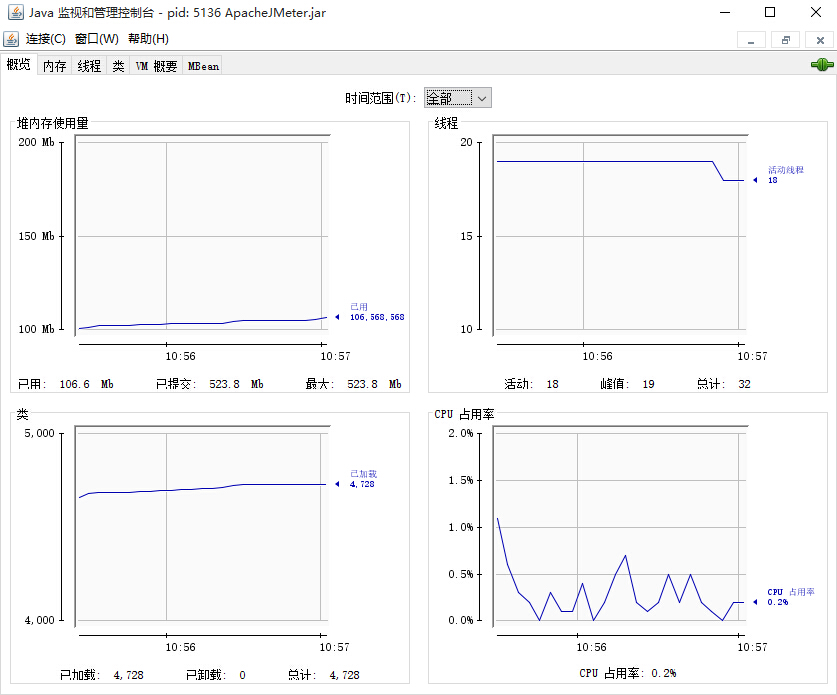 Java 监视和管理控制台 - pid: 5136 ApacheJMeter.jar
连接(C) 窗口(W) 帮助(H)
概览 内存 线程 类 VM 概要 MBean
时间范围(T): 全部
堆内存使用量
200 Mb
150 Mb
100 Mb
已用
106,568,568
10:56 10:57
已用: 106.6 Mb 已提交: 523.8 Mb 最大: 523.8 Mb
线程
20
15
10
活动线程
18
10:56 10:57
活动: 18 峰值: 19 总计: 32
类
5,000
4,000
已加载
4,728
10:56 10:57
已加载: 4,728 已卸载: 0 总计: 4,728
CPU 占用率
2.0%
1.5%
1.0%
0.5%
0.0%
CPU 占用率
0.2%
10:56 10:57
CPU 占用率: 0.2%